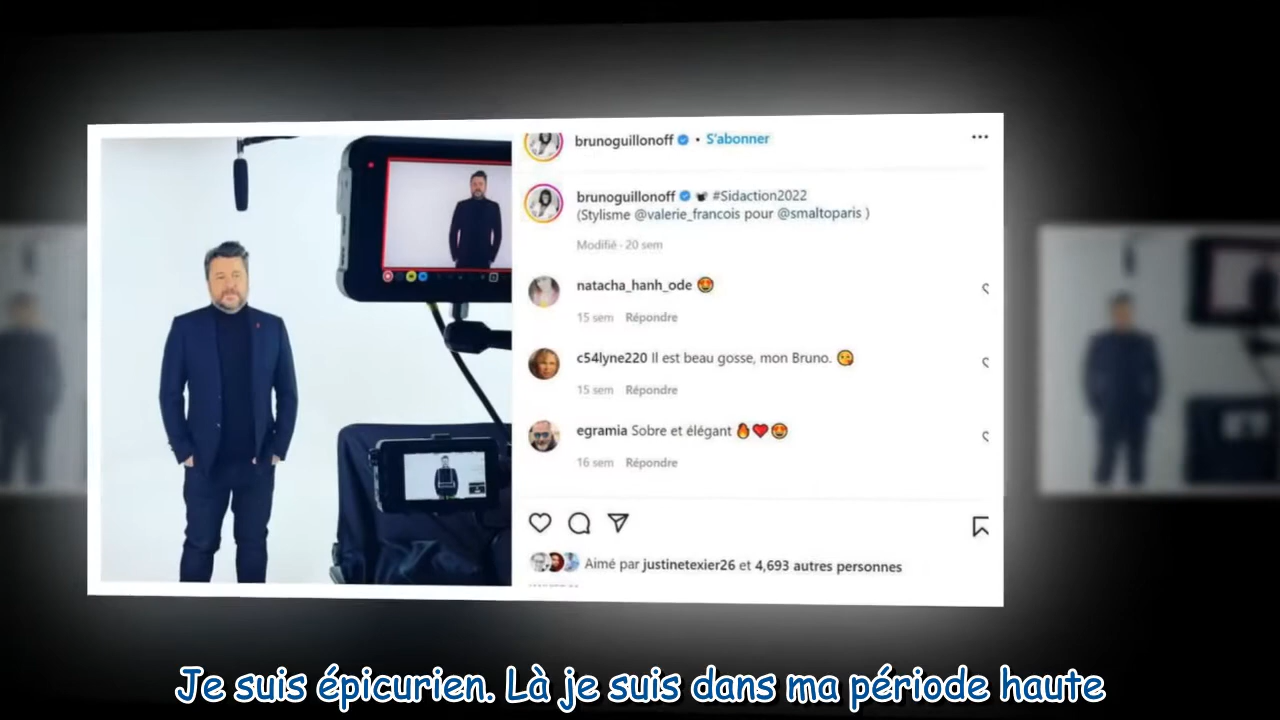 brunoguillonoff • S'abonner
brunoguillonoff #Sidaction2022
(Stylisme @valerie_francois pour @smaltoparis )
Modifié · 20 sem
natacha_hanh_ode 😍
15 sem Répondre
c54lyne220 Il est beau gosse, mon Bruno. 😘
15 sem Répondre
egramia Sobre et élégant 🔥❤️😍
16 sem Répondre
Aimé par justinetexier26 et 4,693 autres personnes
Je suis épicurien. Là je suis dans ma période haute